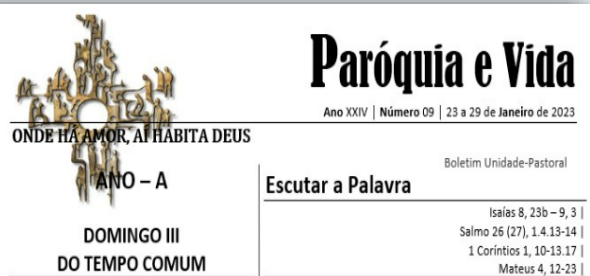 Paróquia e Vida
Ano XXIV | Número 09 | 23 a 29 de Janeiro de 2023
ONDE HÁ AMOR, AÍ HABITA DEUS
Boletim Unidade-Pastoral
ANO – A
DOMINGO III
DO TEMPO COMUM
Escutar a Palavra
Isaías 8, 23b – 9, 3 |
Salmo 26 (27), 1.4.13-14 |
1 Coríntios 1, 10-13.17 |
Mateus 4, 12-23 |